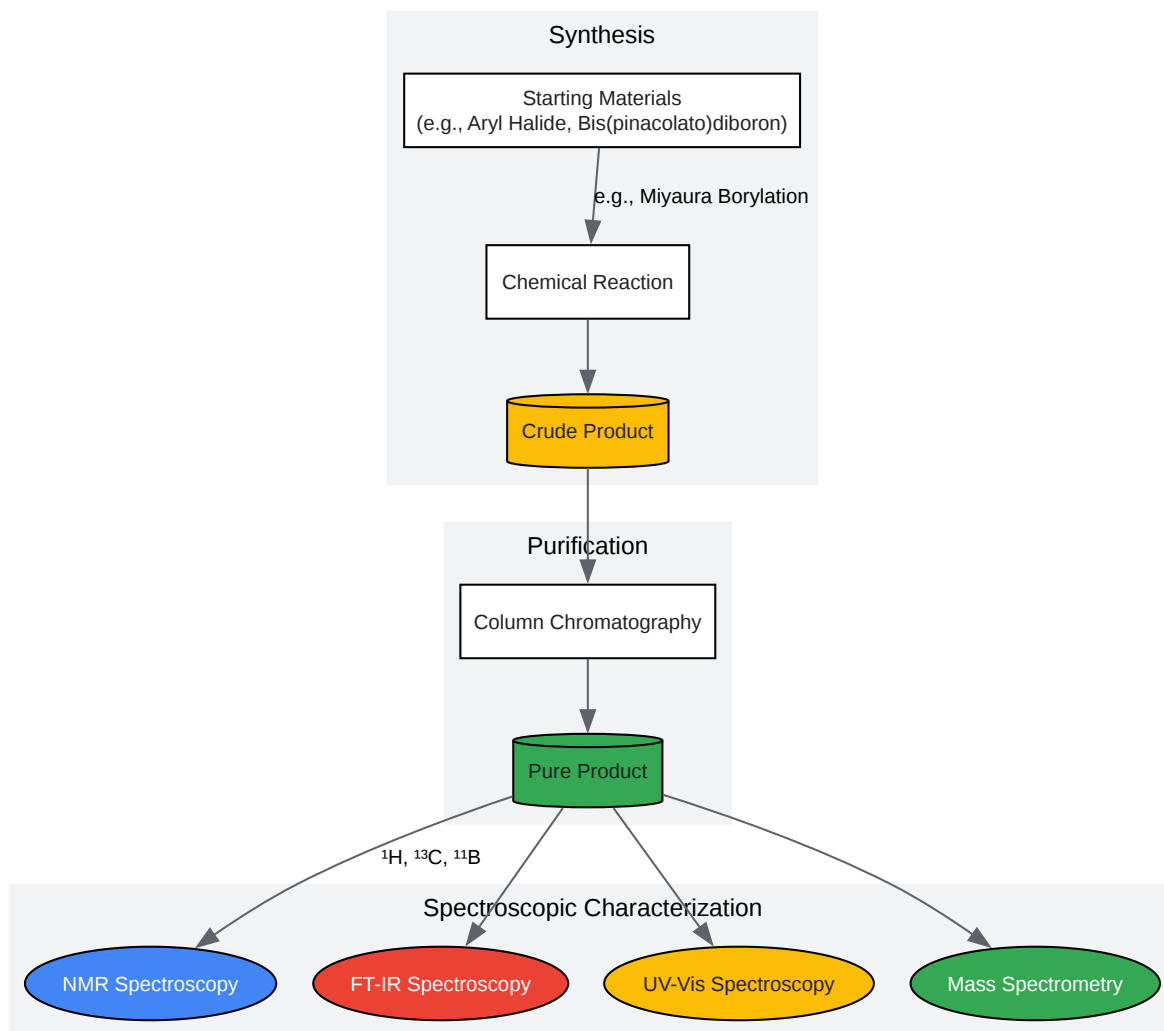 Synthesis
Starting Materials
(e.g., Aryl Halide, Bis(pinacolato)diboron)
e.g., Miyaura Borylation
Chemical Reaction
Crude Product
Purification
Column Chromatography
Pure Product
¹H, ¹³C, ¹¹B
Spectroscopic Characterization
NMR Spectroscopy
FT-IR Spectroscopy
UV-Vis Spectroscopy
Mass Spectrometry